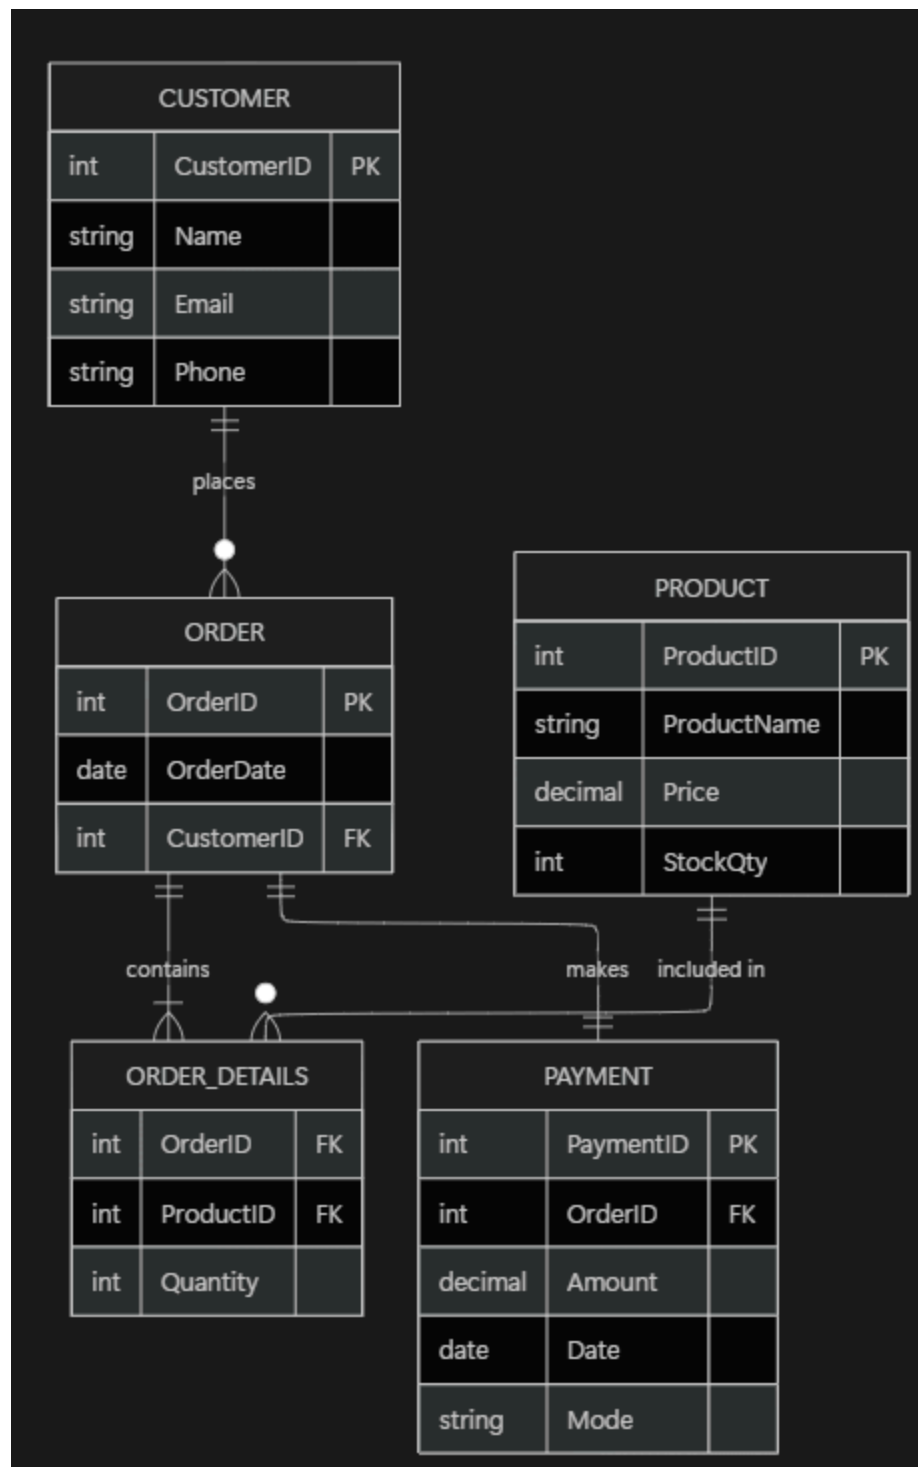 CUSTOMER
int CustomerID PK
string Name
string Email
string Phone
places
ORDER
int OrderID PK
date OrderDate
int CustomerID FK
PRODUCT
int ProductID PK
string ProductName
decimal Price
int StockQty
contains
makes
included in
ORDER_DETAILS
int OrderID FK
int ProductID FK
int Quantity
PAYMENT
int PaymentID PK
int OrderID FK
decimal Amount
date Date
string Mode